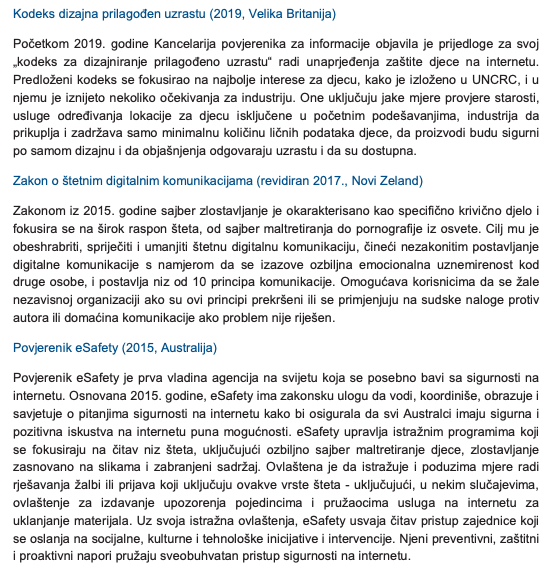 Kodeks dizajna prilagođen uzrastu (2019, Velika Britanija)
Početkom 2019. godine Kancelarija povjerenika za informacije objavila je prijedloge za svoj
„kodeks za dizajniranje prilagođeno uzrastu“ radi unaprjeđenja zaštite djece na internetu.
Predloženi kodeks se fokusirao na najbolje interese za djecu, kako je izloženo u UNCRC, i u
njemu je iznijeto nekoliko očekivanja za industriju. One uključuju jake mjere provjere starosti,
usluge određivanja lokacije za djecu isključene u početnim podešavanjima, industrija da
prikuplja i zadržava samo minimalnu količinu ličnih podataka djece, da proizvodi budu sigurni
po samom dizajnu i da objašnjenja odgovaraju uzrastu i da su dostupna.
Zakon o štetnim digitalnim komunikacijama (revidiran 2017., Novi Zeland)
Zakonom iz 2015. godine sajber zlostavljanje je okarakterisano kao specifično krivično djelo i
fokusira se na širok raspon šteta, od sajber maltretiranja do pornografije iz osvete. Cilj mu je
obeshrabriti, spriječiti i umanjiti štetnu digitalnu komunikaciju, čineći nezakonitim postavljanje
digitalne komunikacije s namjerom da se izazove ozbiljna emocionalna uznemirenost kod
druge osobe, i postavlja niz od 10 principa komunikacije. Omogućava korisnicima da se žale
nezavisnoj organizaciji ako su ovi principi prekršeni ili se primjenjuju na sudske naloge protiv
autora ili domaćina komunikacije ako problem nije riješen.
Povjerenik eSafety (2015, Australija)
Povjerenik eSafety je prva vladina agencija na svijetu koja se posebno bavi sa sigurnosti na
internetu. Osnovana 2015. godine, eSafety ima zakonsku ulogu da vodi, koordiniše, obrazuje i
savjetuje o pitanjima sigurnosti na internetu kako bi osigurala da svi Australci imaju sigurna i
pozitivna iskustva na internetu puna mogućnosti. eSafety upravlja istražnim programima koji
se fokusiraju na čitav niz šteta, uključujući ozbiljno sajber maltretiranje djece, zlostavljanje
zasnovano na slikama i zabranjeni sadržaj. Ovlaštena je da istražuje i poduzima mjere radi
rješavanja žalbi ili prijava koji uključuju ovakve vrste šteta - uključujući, u nekim slučajevima,
ovlaštenje za izdavanje upozorenja pojedincima i pružaocima usluga na internetu za
uklanjanje materijala. Uz svoja istražna ovlaštenja, eSafety usvaja čitav pristup zajednice koji
se oslanja na socijalne, kulturne i tehnološke inicijative i intervencije. Njeni preventivni, zaštitni
i proaktivni napori pružaju sveobuhvatan pristup sigurnosti na internetu.